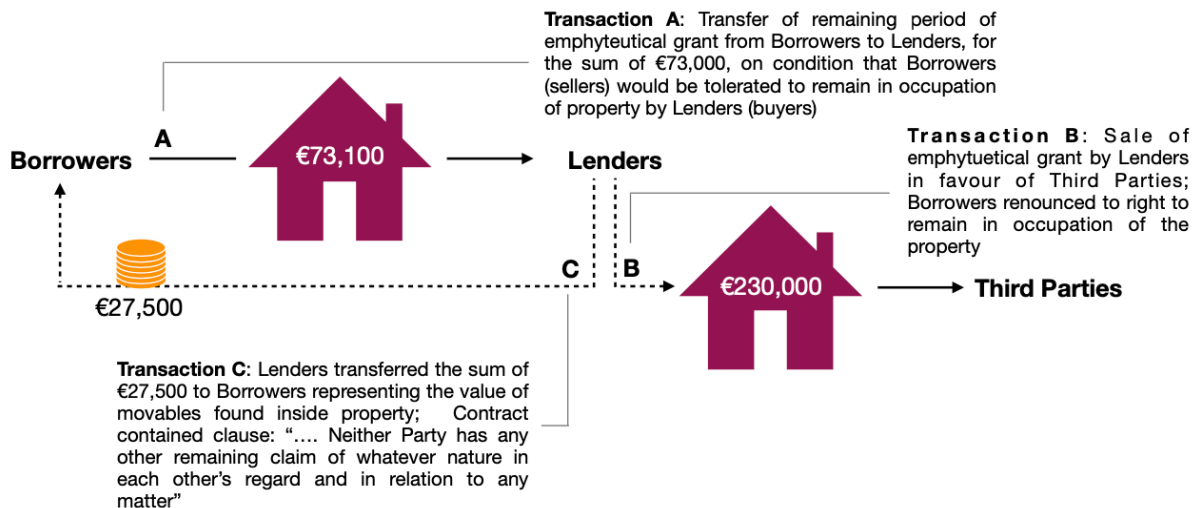 Transaction A: Transfer of remaining period of
emphyteutical grant from Borrowers to Lenders, for
the sum of €73,000, on condition that Borrowers
(sellers) would be tolerated to remain in occupation
of property by Lenders (buyers)
A
Borrowers
€73,100
Lenders
Transaction B: Sale of
emphytuetical grant by Lenders
in favour of Third Parties;
Borrowers renounced to right to
remain in occupation of the
property
C
B
€27,500
€230,000
Third Parties
Transaction C: Lenders transferred the sum of
€27,500 to Borrowers representing the value of
movables found inside property; Contract
contained clause: “…. Neither Party has any
other remaining claim of whatever nature in
each other’s regard and in relation to any
matter”